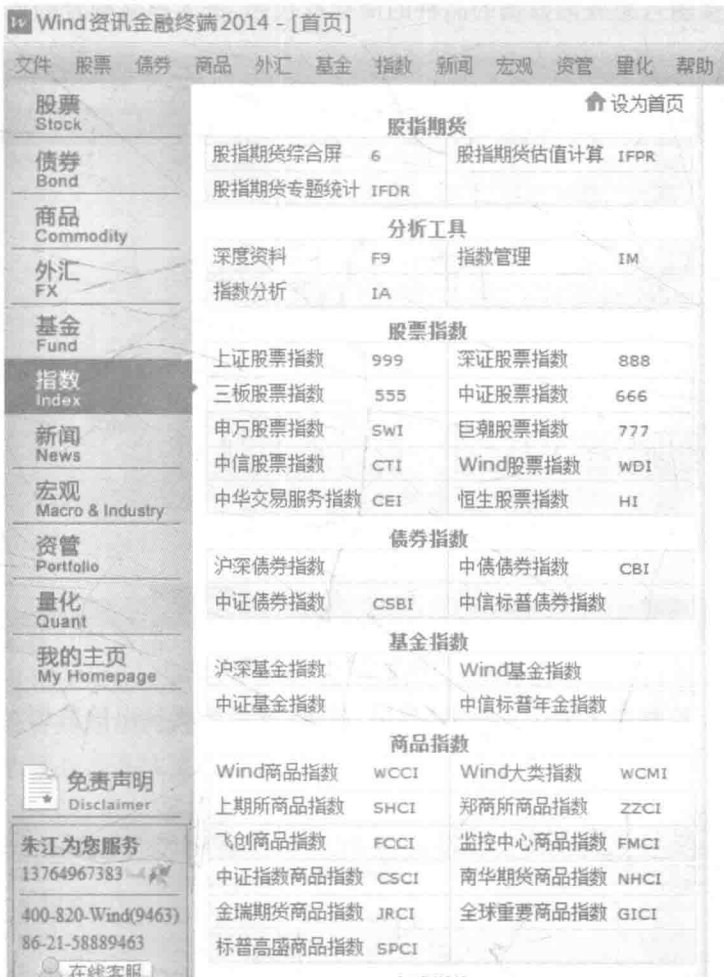 Wind资讯金融终端2014 - [首页]
文件 股票 债券 商品 外汇 基金 指数 新闻 宏观 资管 量化 帮助
股票
Stock
债券
Bond
商品
Commodity
外汇
FX
基金
Fund
指数
Index
新闻
News
宏观
Macro & Industry
资管
Portfolio
量化
Quant
我的主页
My Homepage
免责声明
Disclaimer
朱江为您服务
13764967383
400-820-Wind(9463)
86-21-58889463
在线客服
设为首页
股指期货
股指期货综合屏 6 股指期货估值计算 IFPR
股指期货专题统计 IFDR
分析工具
深度资料 F9 指数管理 IM
指数分析 IA
股票指数
上证股票指数 999 深证股票指数 888
三板股票指数 555 中证股票指数 666
申万股票指数 SWI 巨潮股票指数 777
中信股票指数 CTI Wind股票指数 WDI
中华交易服务指数 CEI 恒生股票指数 HI
债券指数
沪深债券指数 中债债券指数 CBI
中证债券指数 CSBI 中信标普债券指数
基金指数
沪深基金指数 Wind基金指数
中证基金指数 中信标普年金指数
商品指数
Wind商品指数 WCCI Wind大类指数 WCMI
上期所商品指数 SHCI 郑商所商品指数 ZZCI
飞创商品指数 FCCI 监控中心商品指数 FMCI
中证指数商品指数 CSCI 南华期货商品指数 NHCI
金瑞期货商品指数 JRCI 全球重要商品指数 GICI
标普高盛商品指数 SPCI